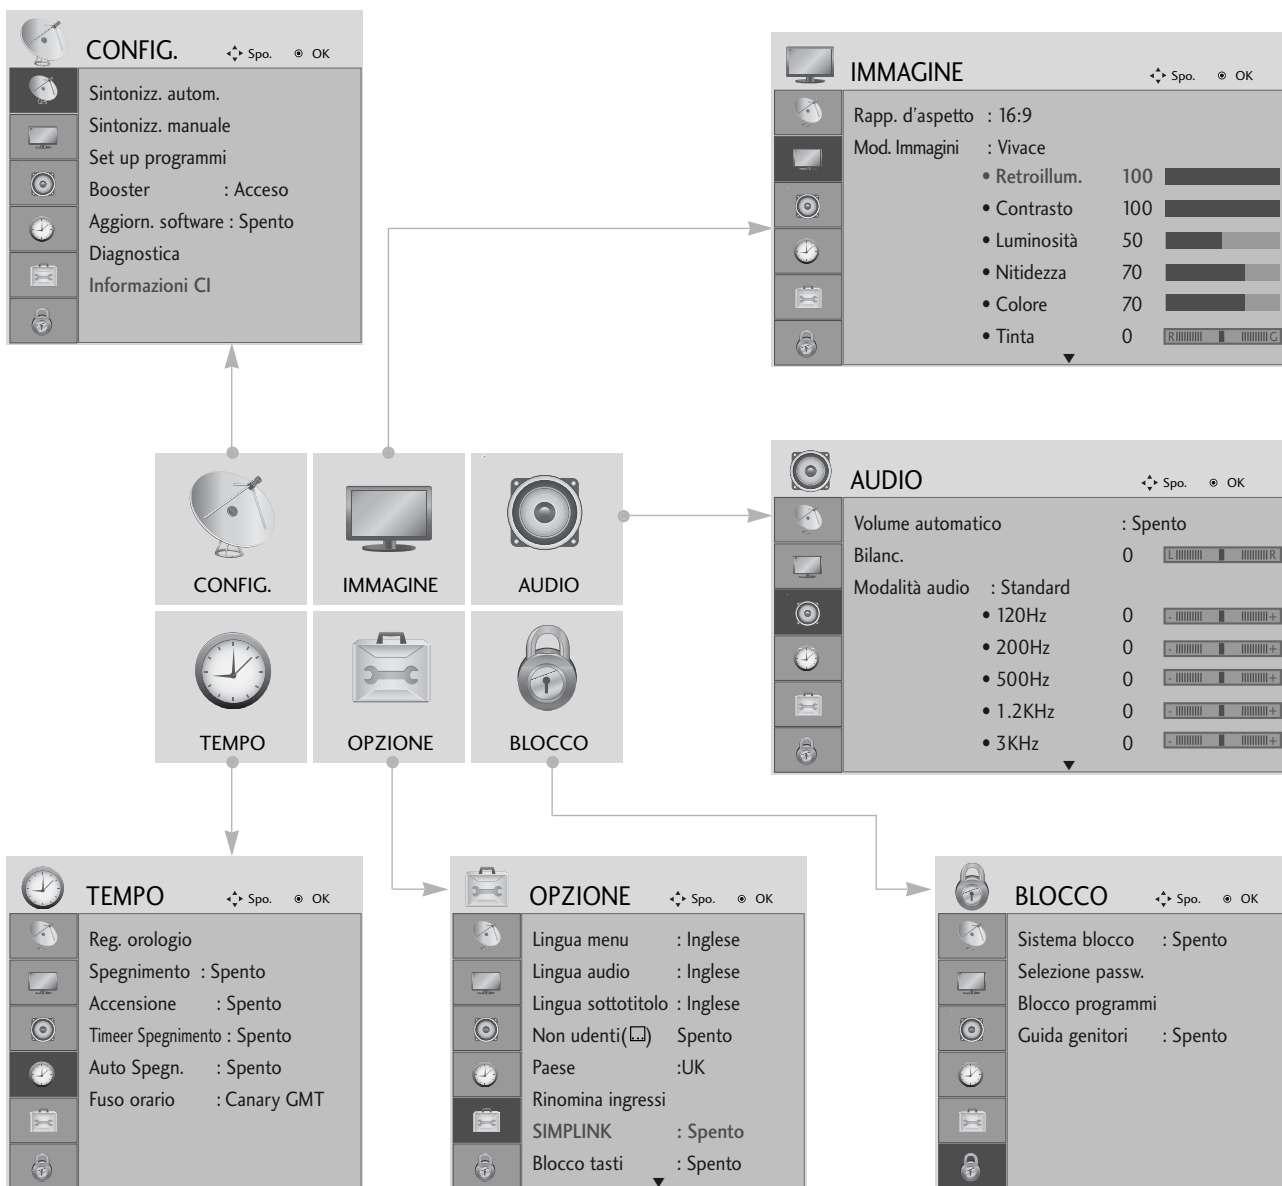 CONFIG. Spo. OK
Sintonizz. autom.
Sintonizz. manuale
Set up programmi
Booster : Acceso
Aggiorn. software : Spento
Diagnostica
Informazioni CI
IMMAGINE Spo. OK
Rapp. d'aspetto : 16:9
Mod. Immagini : Vivace
• Retroillum. 100
• Contrasto 100
• Luminosità 50
• Nitidezza 70
• Colore 70
• Tinta 0 R G
CONFIG. IMMAGINE AUDIO
TEMPO OPZIONE BLOCCO
AUDIO Spo. OK
Volume automatico : Spento
Bilanc. 0 L R
Modalità audio : Standard
• 120Hz 0 - +
• 200Hz 0 - +
• 500Hz 0 - +
• 1.2KHz 0 - +
• 3KHz 0 - +
TEMPO Spo. OK
Reg. orologio
Spegnimento : Spento
Accensione : Spento
Timeer Spegnimento : Spento
Auto Spegn. : Spento
Fuso orario : Canary GMT
OPZIONE Spo. OK
Lingua menu : Inglese
Lingua audio : Inglese
Lingua sottotitolo : Inglese
Non udenti( ) Spento
Paese :UK
Rinomina ingressi
SIMPLINK : Spento
Blocco tasti : Spento
BLOCCO Spo. OK
Sistema blocco : Spento
Selezione passw.
Blocco programmi
Guida genitori : Spento